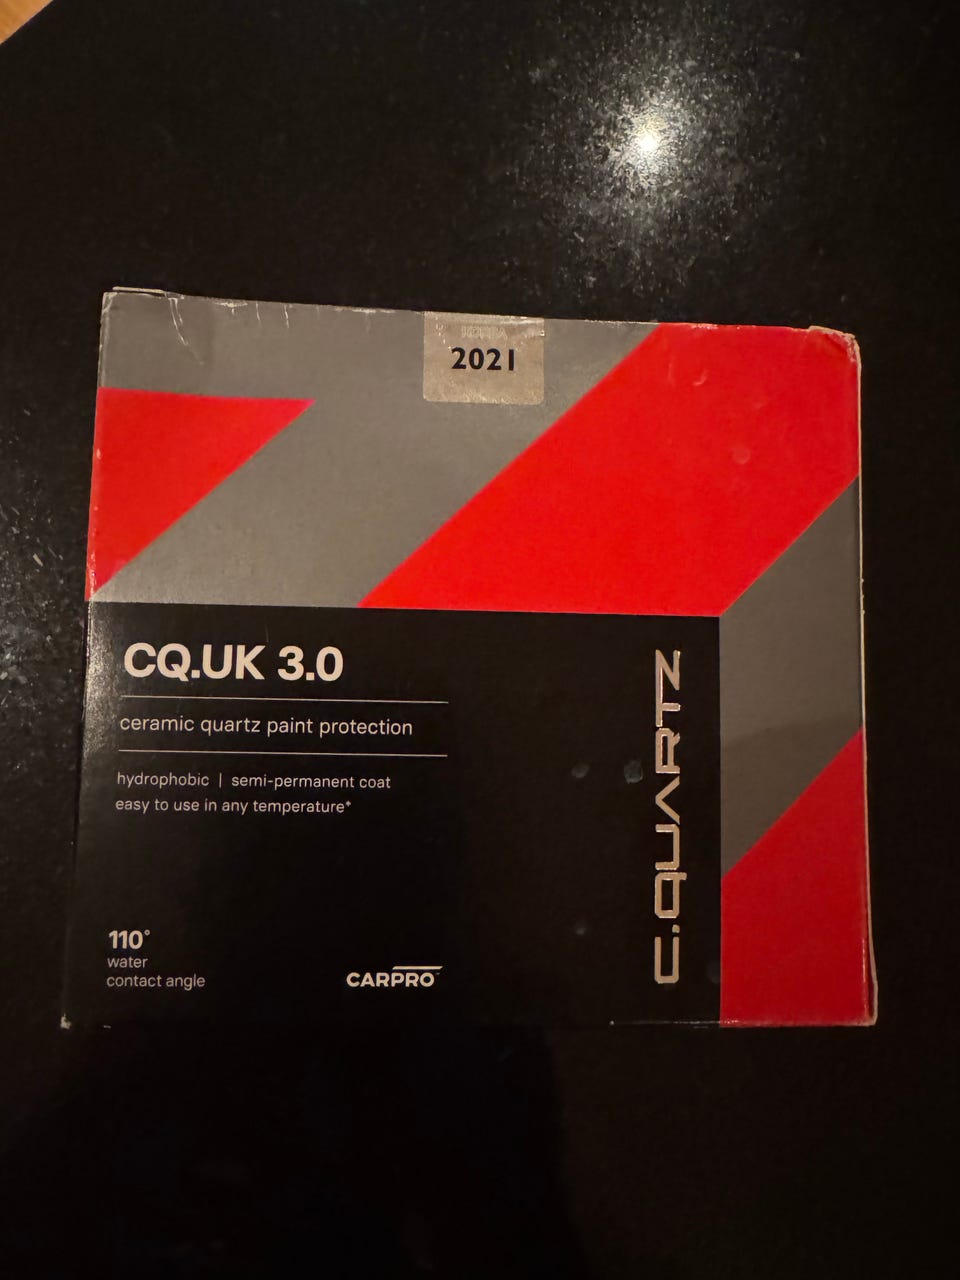 2021
CQ.UK 3.0
ceramic quartz paint protection
hydrophobic | semi-permanent coat
easy to use in any temperature*
110°
water
contact angle
CARPRO
C.QUARTZ